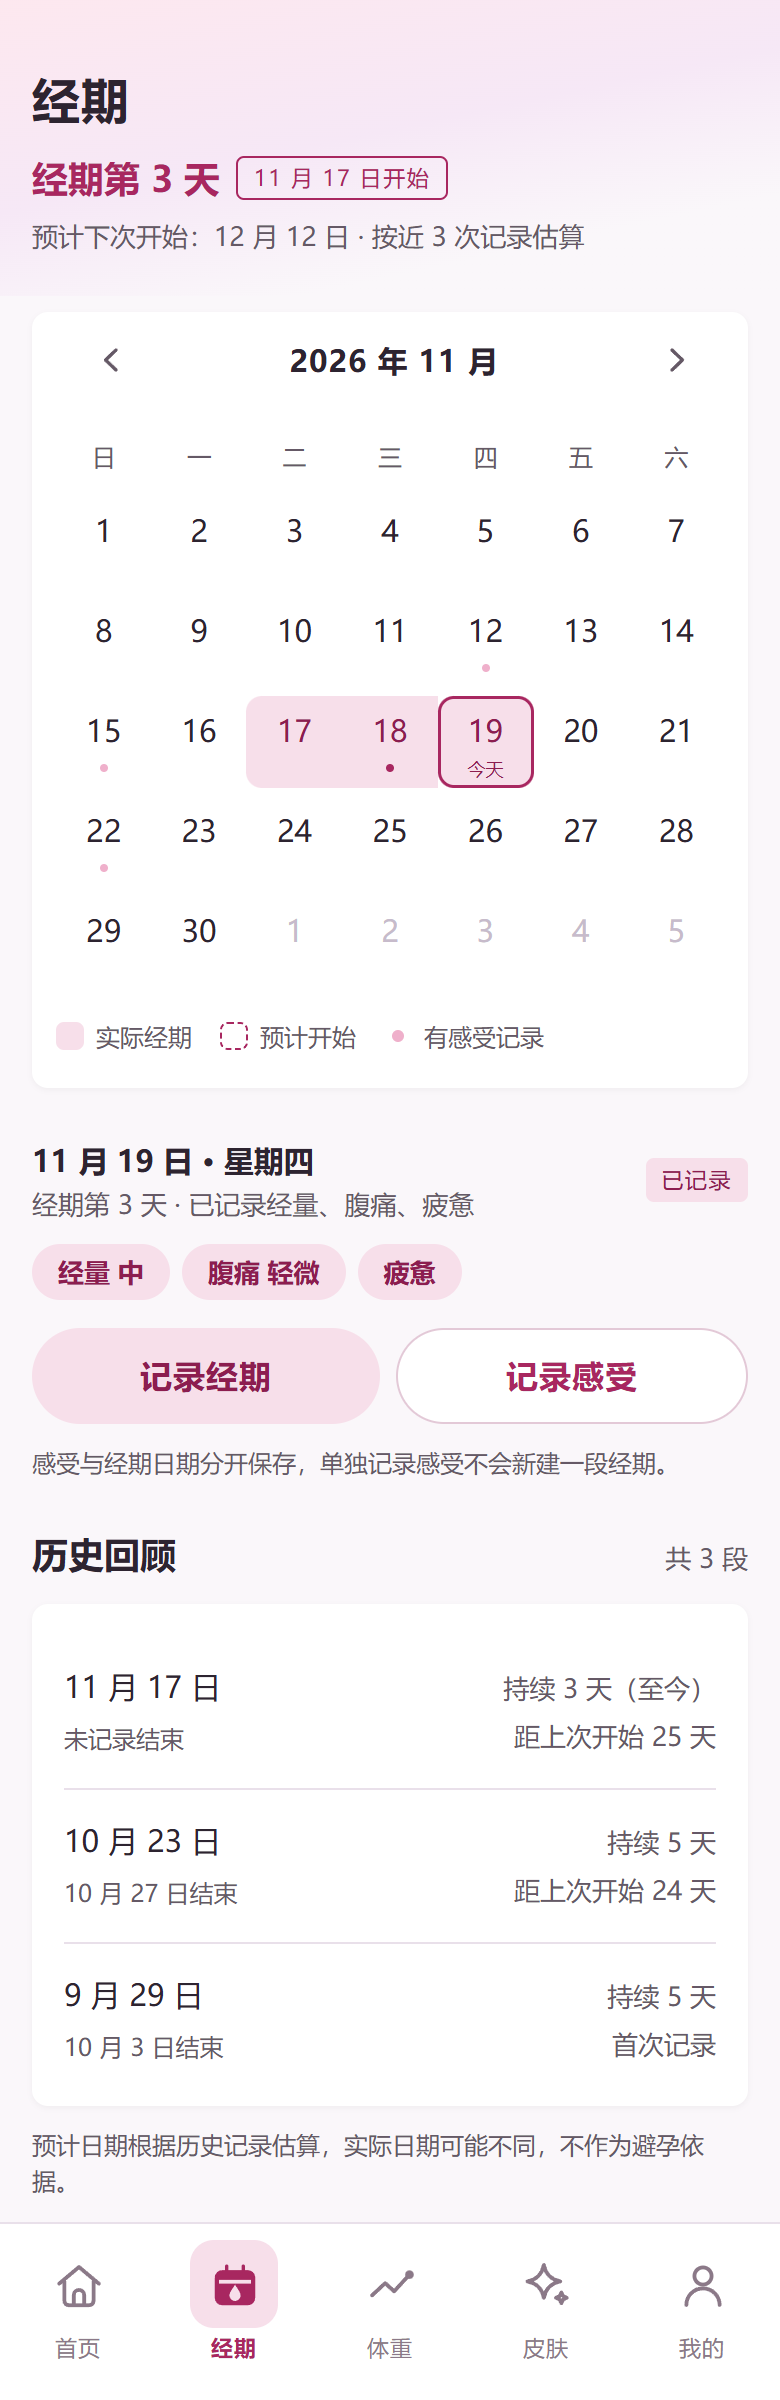 经期
经期第 3 天 11 月 17 日开始
预计下次开始：12 月 12 日 · 按近 3 次记录估算
2026 年 11 月
日 一 二 三 四 五 六
1 2 3 4 5 6 7
8 9 10 11 12 13 14
15 16 17 18 19 20 21
今天
22 23 24 25 26 27 28
29 30 1 2 3 4 5
实际经期 预计开始 有感受记录
11 月 19 日 · 星期四
已记录
经期第 3 天 · 已记录经量、腹痛、疲惫
经量 中 腹痛 轻微 疲惫
记录经期 记录感受
感受与经期日期分开保存，单独记录感受不会新建一段经期。
历史回顾 共 3 段
11 月 17 日 持续 3 天（至今）
未记录结束 距上次开始 25 天
10 月 23 日 持续 5 天
10 月 27 日结束 距上次开始 24 天
9 月 29 日 持续 5 天
10 月 3 日结束 首次记录
预计日期根据历史记录估算，实际日期可能不同，不作为避孕依
据。
首页 经期 体重 皮肤 我的